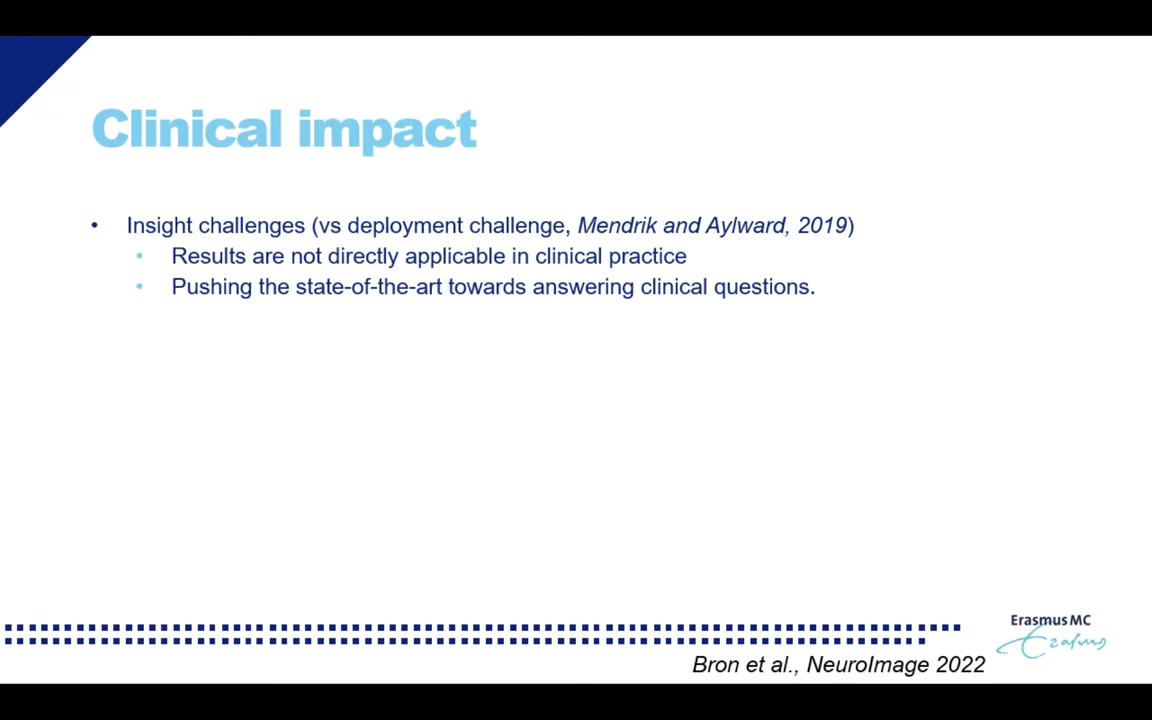 Clinical impact
• Insight challenges (vs deployment challenge, Mendrik and Aylward, 2019)
• Results are not directly applicable in clinical practice
• Pushing the state-of-the-art towards answering clinical questions.
Erasmus MC
Erasmus
Bron et al., NeuroImage 2022